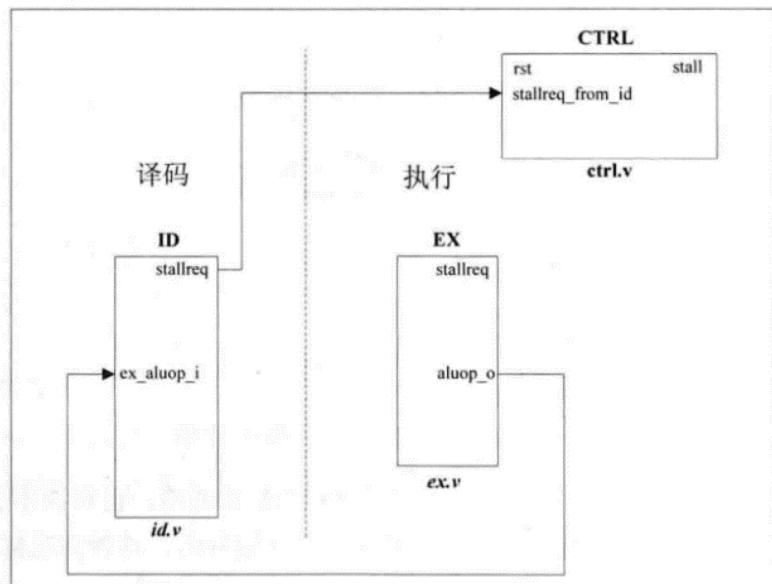 CTRL
rst stall
stallreq_from_id
ctrl.v
译码 执行
ID EX
stallreq stallreq
ex_aluop_i aluop_o
ex.v
id.v